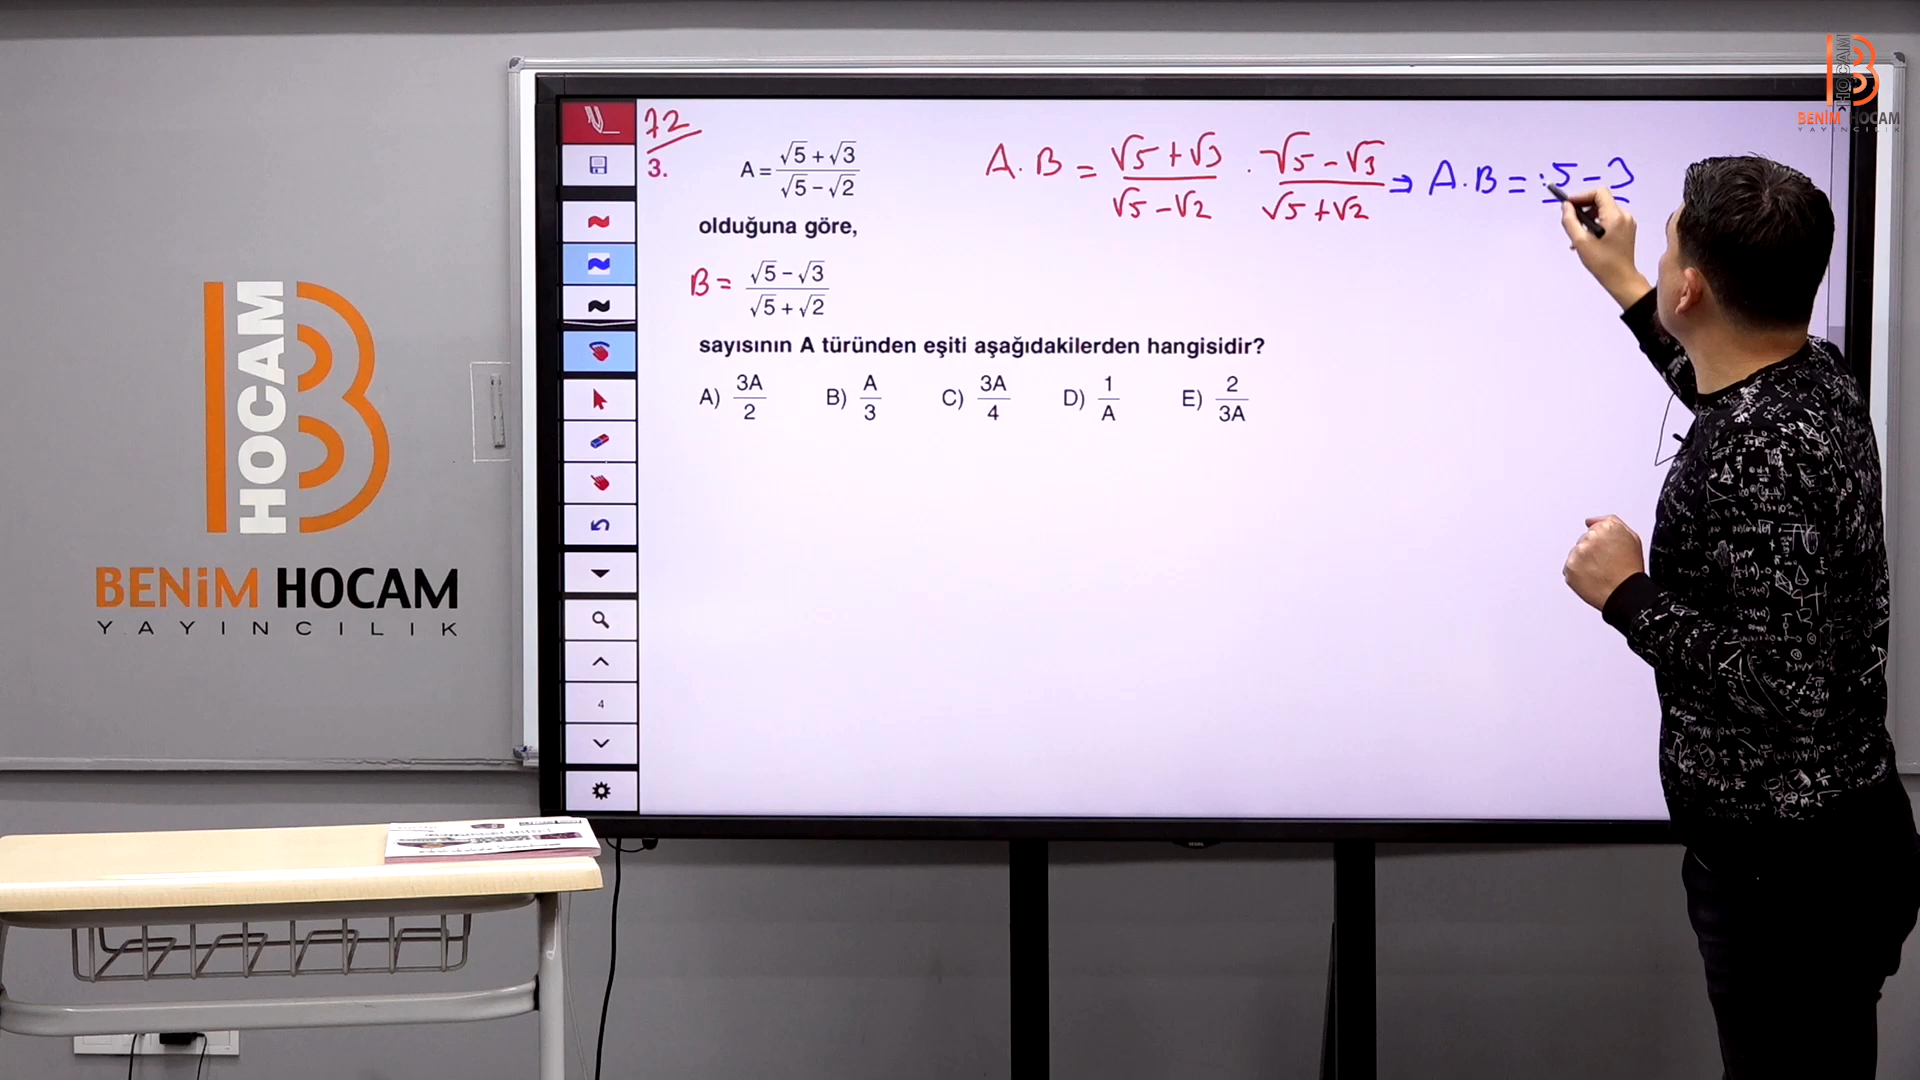 HOCAM
BENİM HOCAM
YAYINCILIK
HOCAM
BENİM HOCAM
YAYINCILIK
72
3.
A = (√5 + √3) / (√5 − √2)
olduğuna göre,
B = (√5 − √3) / (√5 + √2)
sayısının A türünden eşiti aşağıdakilerden hangisidir?
A) 3A/2 B) A/3 C) 3A/4 D) 1/A E) 2/3A
A.B = (√5 + √3) / (√5 − √2) · (√5 − √3) / (√5 + √2) ⇒ A.B = 5 − 3
4